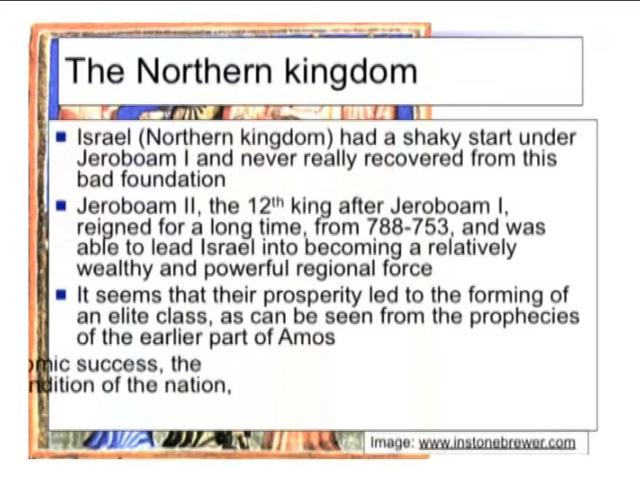 The Northern kingdom
Israel (Northern kingdom) had a shaky start under
Jeroboam I and never really recovered from this
bad foundation
Jeroboam II, the 12th king after Jeroboam I,
reigned for a long time, from 788-753, and was
able to lead Israel into becoming a relatively
wealthy and powerful regional force
It seems that their prosperity led to the forming of
an elite class, as can be seen from the prophecies
of the earlier part of Amos
omic success, the
ndition of the nation,
Image: www.instonebrewer.com